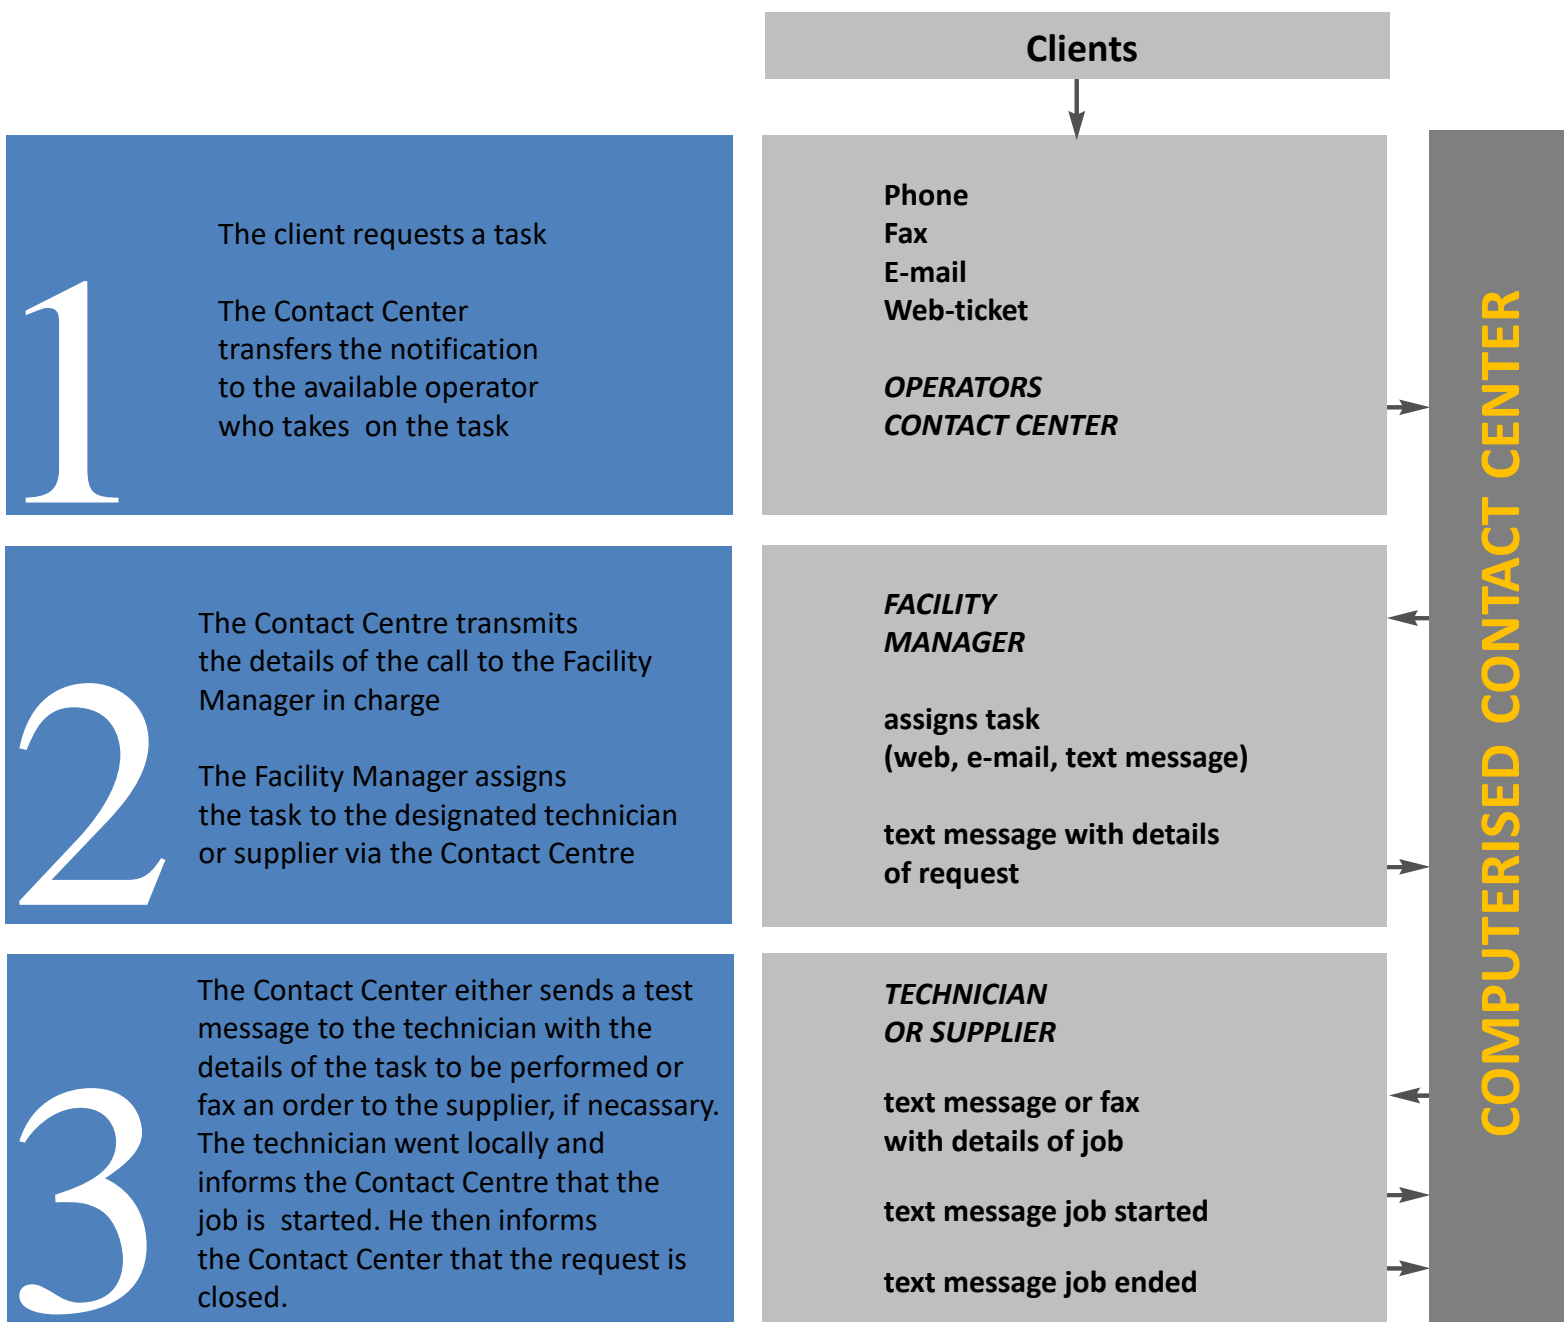 Clients
1
The client requests a task
The Contact Center
transfers the notification
to the available operator
who takes on the task
Phone
Fax
E-mail
Web-ticket
OPERATORS
CONTACT CENTER
2
The Contact Centre transmits
the details of the call to the Facility
Manager in charge
The Facility Manager assigns
the task to the designated technician
or supplier via the Contact Centre
FACILITY
MANAGER
assigns task
(web, e-mail, text message)
text message with details
of request
3
The Contact Center either sends a test
message to the technician with the
details of the task to be performed or
fax an order to the supplier, if necassary.
The technician went locally and
informs the Contact Centre that the
job is started. He then informs
the Contact Center that the request is
closed.
TECHNICIAN
OR SUPPLIER
text message or fax
with details of job
text message job started
text message job ended
COMPUTERISED CONTACT CENTER